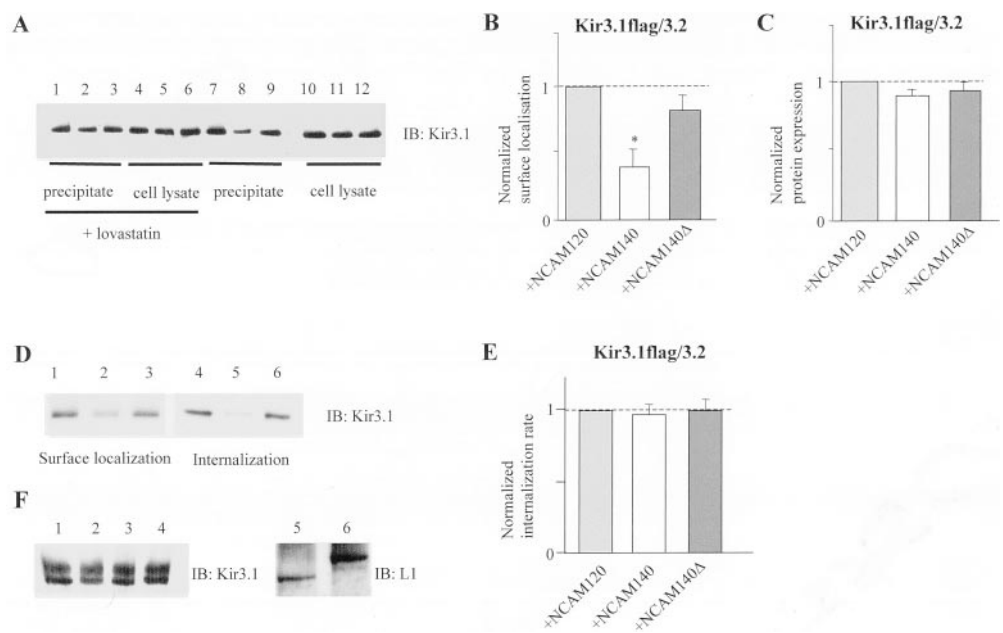 A
1 2 3 4 5 6 7 8 9 10 11 12
IB: Kir3.1
precipitate cell lysate precipitate cell lysate
+ lovastatin
B
Kir3.1flag/3.2
Normalized
surface localisation
1
*
0
+NCAM120
+NCAM140
+NCAM140Δ
C
Kir3.1flag/3.2
Normalized
protein expression
1
0
+NCAM120
+NCAM140
+NCAM140Δ
D
1 2 3 4 5 6
IB: Kir3.1
Surface localization Internalization
E
Kir3.1flag/3.2
Normalized
internalization rate
1
0
+NCAM120
+NCAM140
+NCAM140Δ
F
1 2 3 4 5 6
IB: Kir3.1 IB: L1